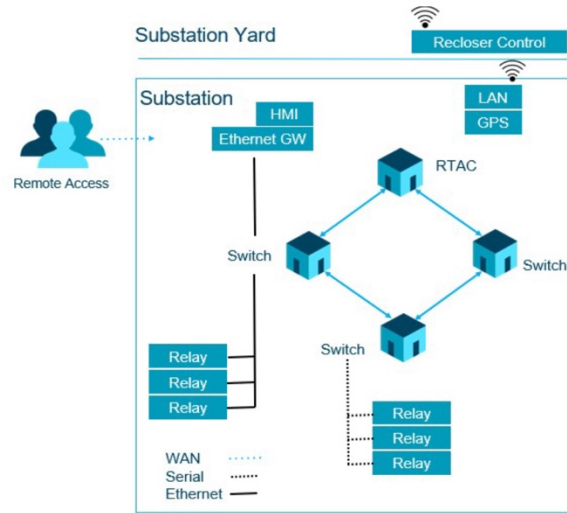 Substation Yard
Recloser Control
Substation
HMI
Ethernet GW
LAN
GPS
Remote Access
RTAC
Switch
Switch
Switch
Relay
Relay
Relay
Relay
Relay
Relay
WAN
Serial
Ethernet